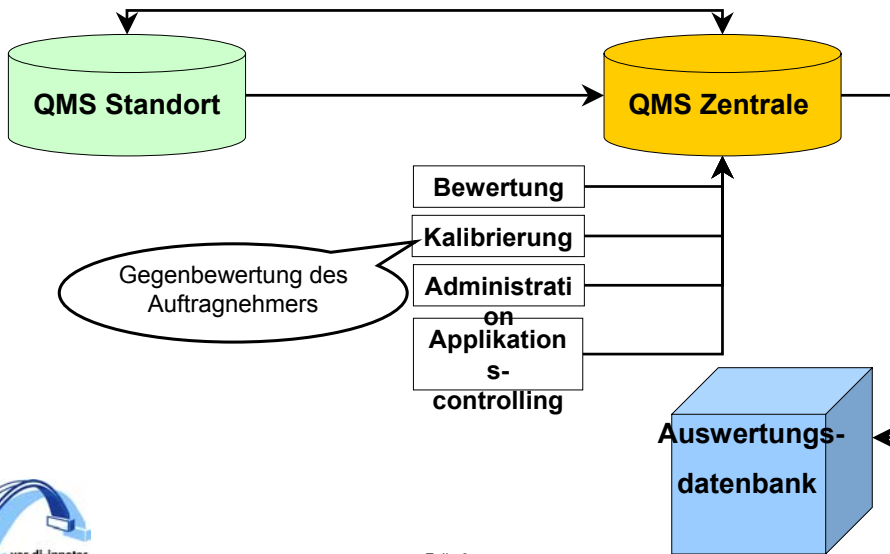 QMS Standort
QMS Zentrale
Bewertung
Kalibrierung
Gegenbewertung des
Auftragnehmers
Administrati
on
Applikation
s-
controlling
Auswertungs-
datenbank